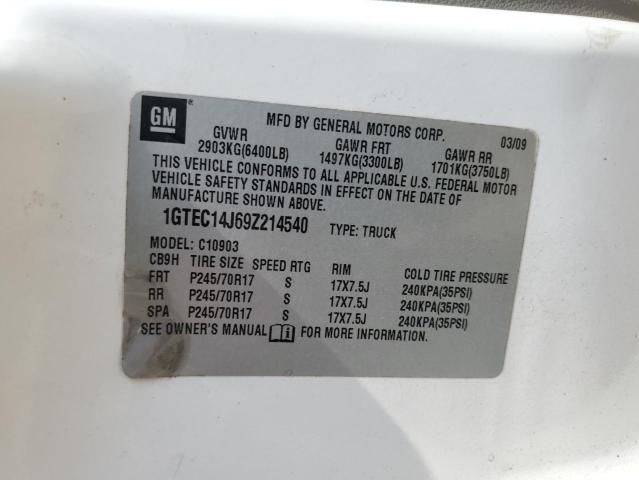 GM
MFD BY GENERAL MOTORS CORP. 03/09
GVWR GAWR FRT GAWR RR
2903KG(6400LB) 1497KG(3300LB) 1701KG(3750LB)
THIS VEHICLE CONFORMS TO ALL APPLICABLE U.S. FEDERAL MOTOR
VEHICLE SAFETY STANDARDS IN EFFECT ON THE DATE OF
MANUFACTURE SHOWN ABOVE.
1GTEC14J69Z214540 TYPE: TRUCK
MODEL: C10903
CB9H TIRE SIZE SPEED RTG RIM COLD TIRE PRESSURE
FRT P245/70R17 S 17X7.5J 240KPA(35PSI)
RR P245/70R17 S 17X7.5J 240KPA(35PSI)
SPA P245/70R17 S 17X7.5J 240KPA(35PSI)
SEE OWNER'S MANUAL FOR MORE INFORMATION.